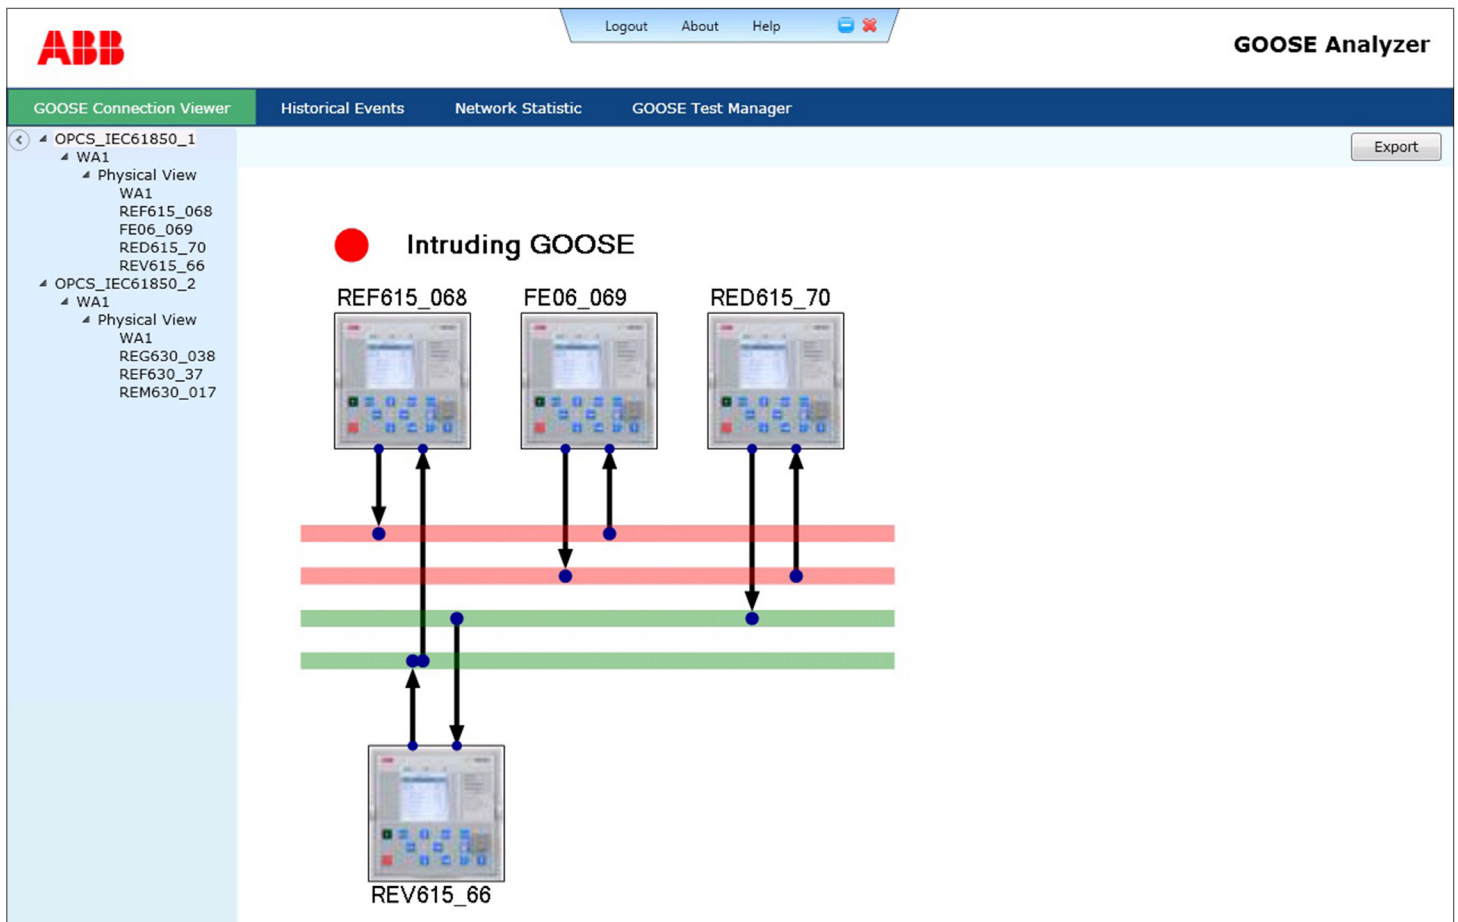 Logout About Help
ABB
GOOSE Analyzer
GOOSE Connection Viewer Historical Events Network Statistic GOOSE Test Manager
OPCS_IEC61850_1
Export
WA1
Physical View
WA1
REF615_068
FE06_069
RED615_70
REV615_66
OPCS_IEC61850_2
WA1
Physical View
WA1
REG630_038
REF630_37
REM630_017
Intruding GOOSE
REF615_068 FE06_069 RED615_70
REV615_66